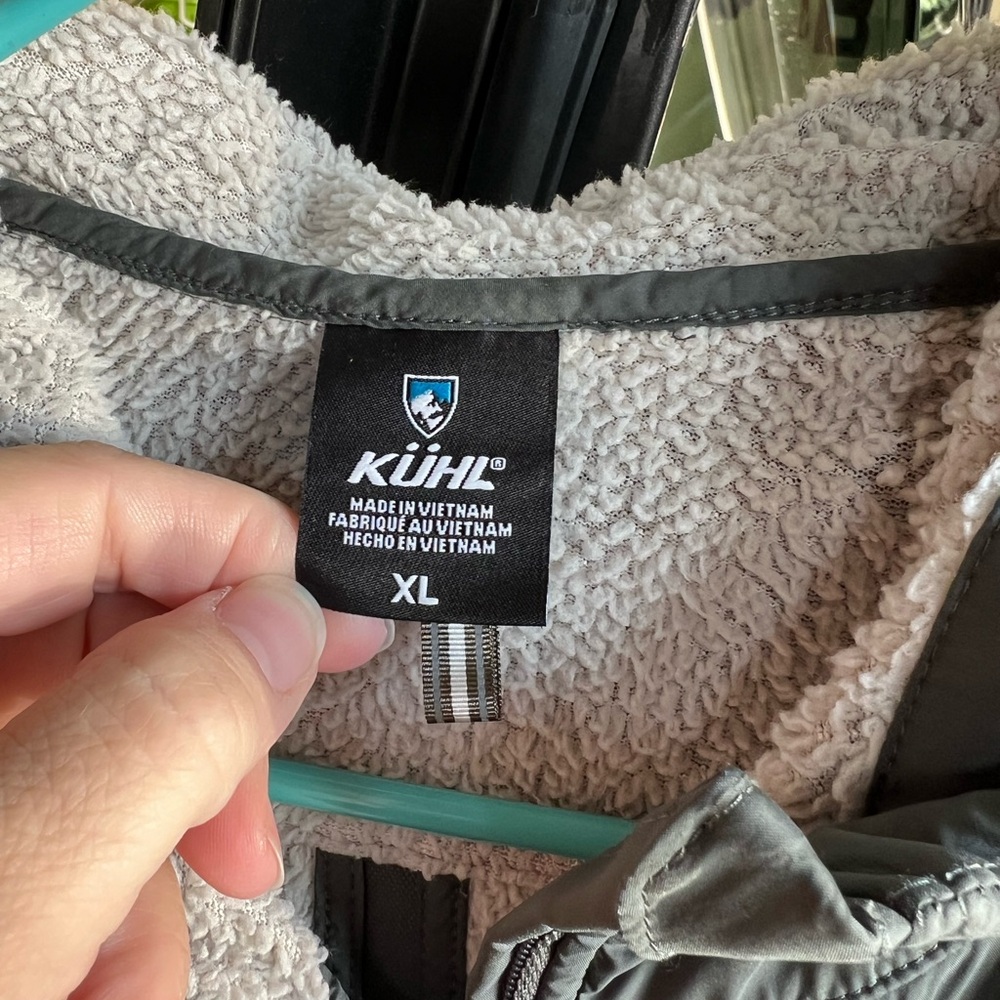 KÜHL®
MADE IN VIETNAM
FABRIQUÉ AU VIETNAM
HECHO EN VIETNAM
XL